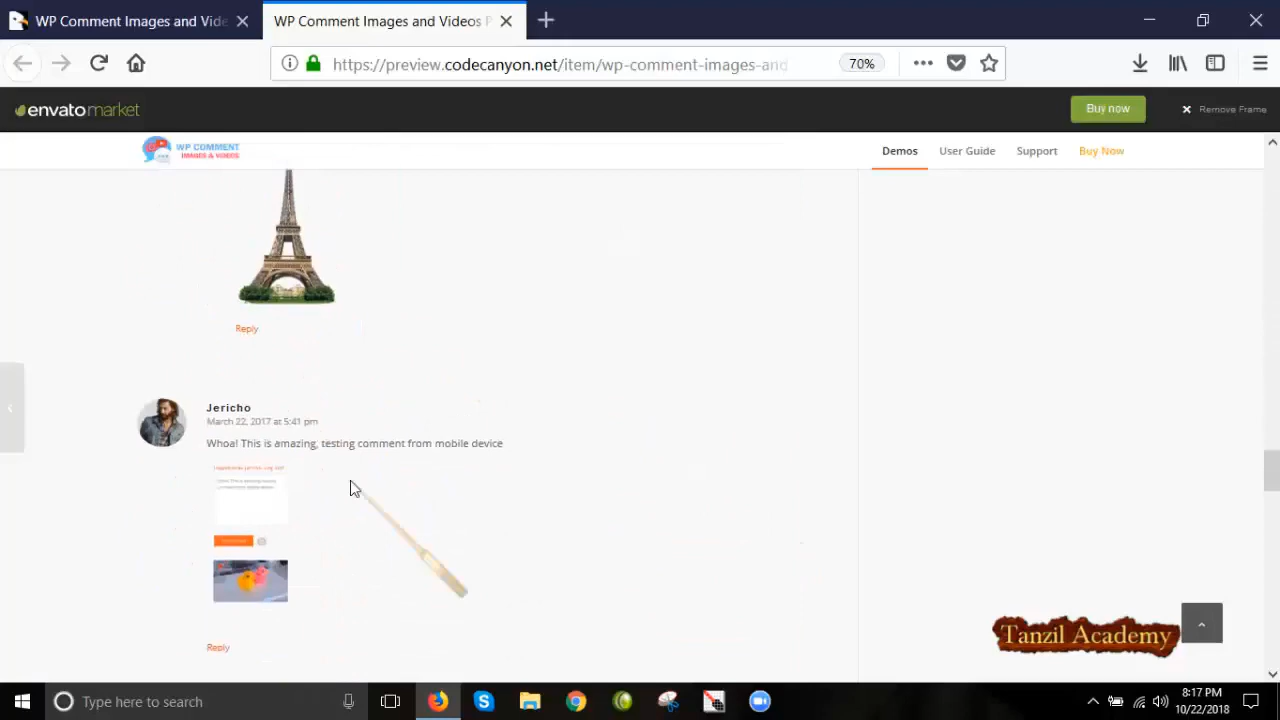 WP Comment Images and Vide
WP Comment Images and Videos P
https://preview.codecanyon.net/item/wp-comment-images-and
70%
envatomarket
Buy now
Remove Frame
WP COMMENT
IMAGES & VIDEOS
Demos
User Guide
Support
Buy Now
Reply
Jericho
March 22, 2017 at 5:41 pm
Whoa! This is amazing, testing comment from mobile device
Reply
Tanzil Academy
Type here to search
8:17 PM
10/22/2018